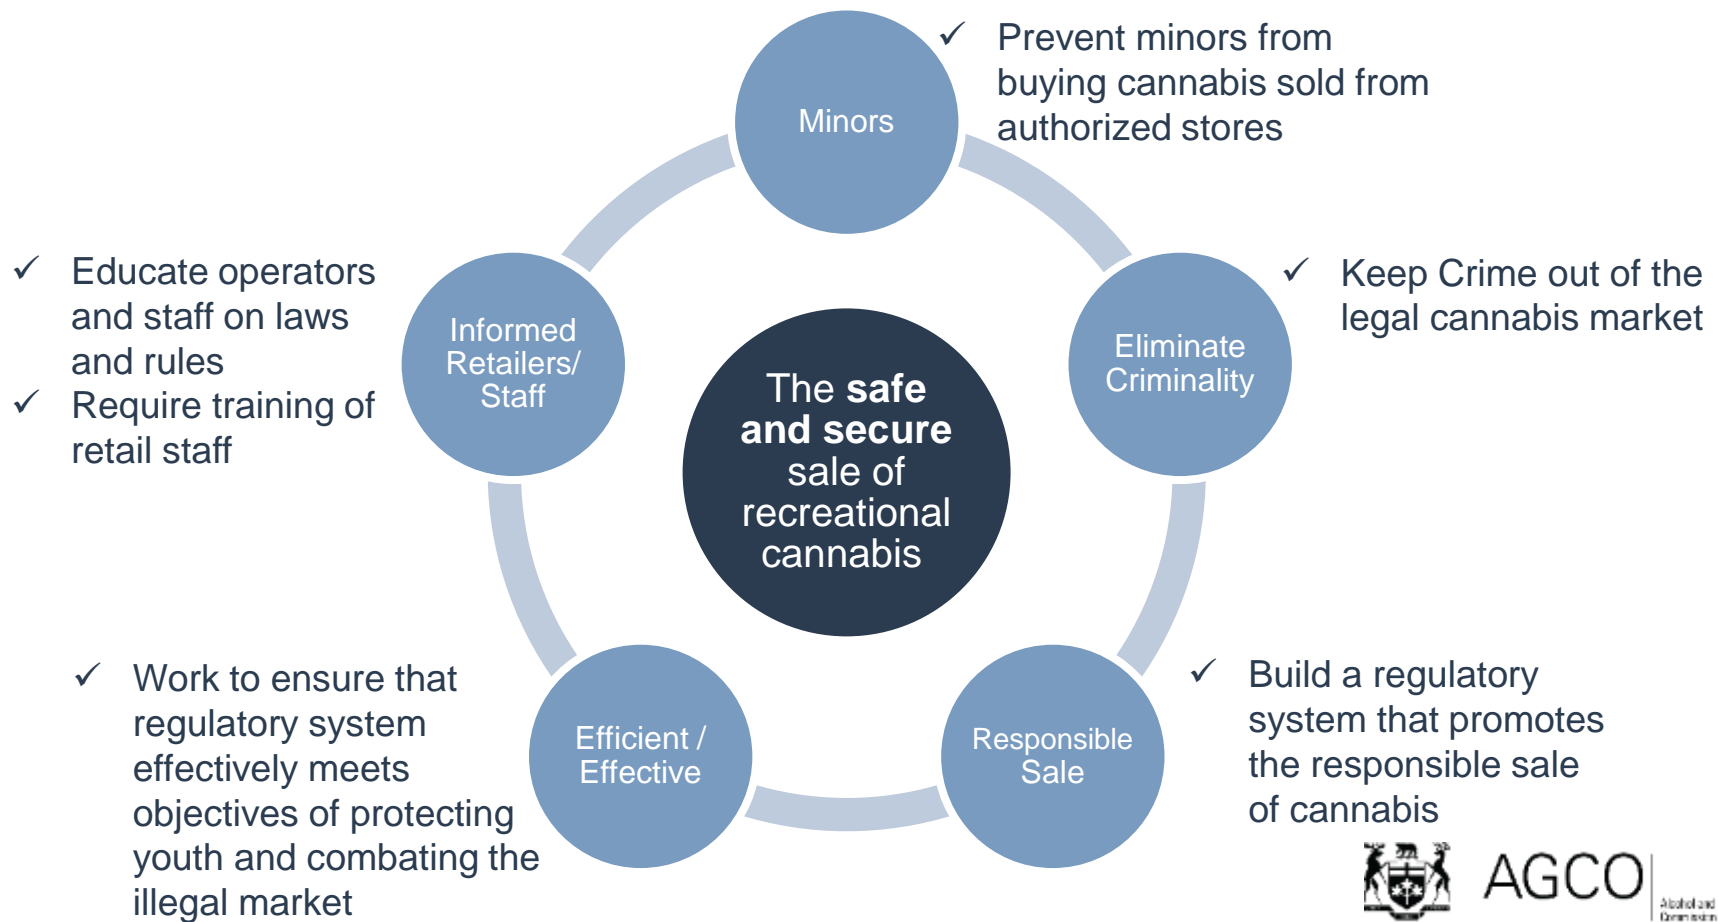 Minors
✓ Prevent minors from
buying cannabis sold from
authorized stores
Eliminate
Criminality
✓ Keep Crime out of the
legal cannabis market
Responsible
Sale
✓ Build a regulatory
system that promotes
the responsible sale
of cannabis
Efficient /
Effective
✓ Work to ensure that
regulatory system
effectively meets
objectives of protecting
youth and combating the
illegal market
Informed
Retailers/
Staff
✓ Educate operators
and staff on laws
and rules
✓ Require training of
retail staff
The safe
and secure
sale of
recreational
cannabis
AGCO
Alcohol and
Commission